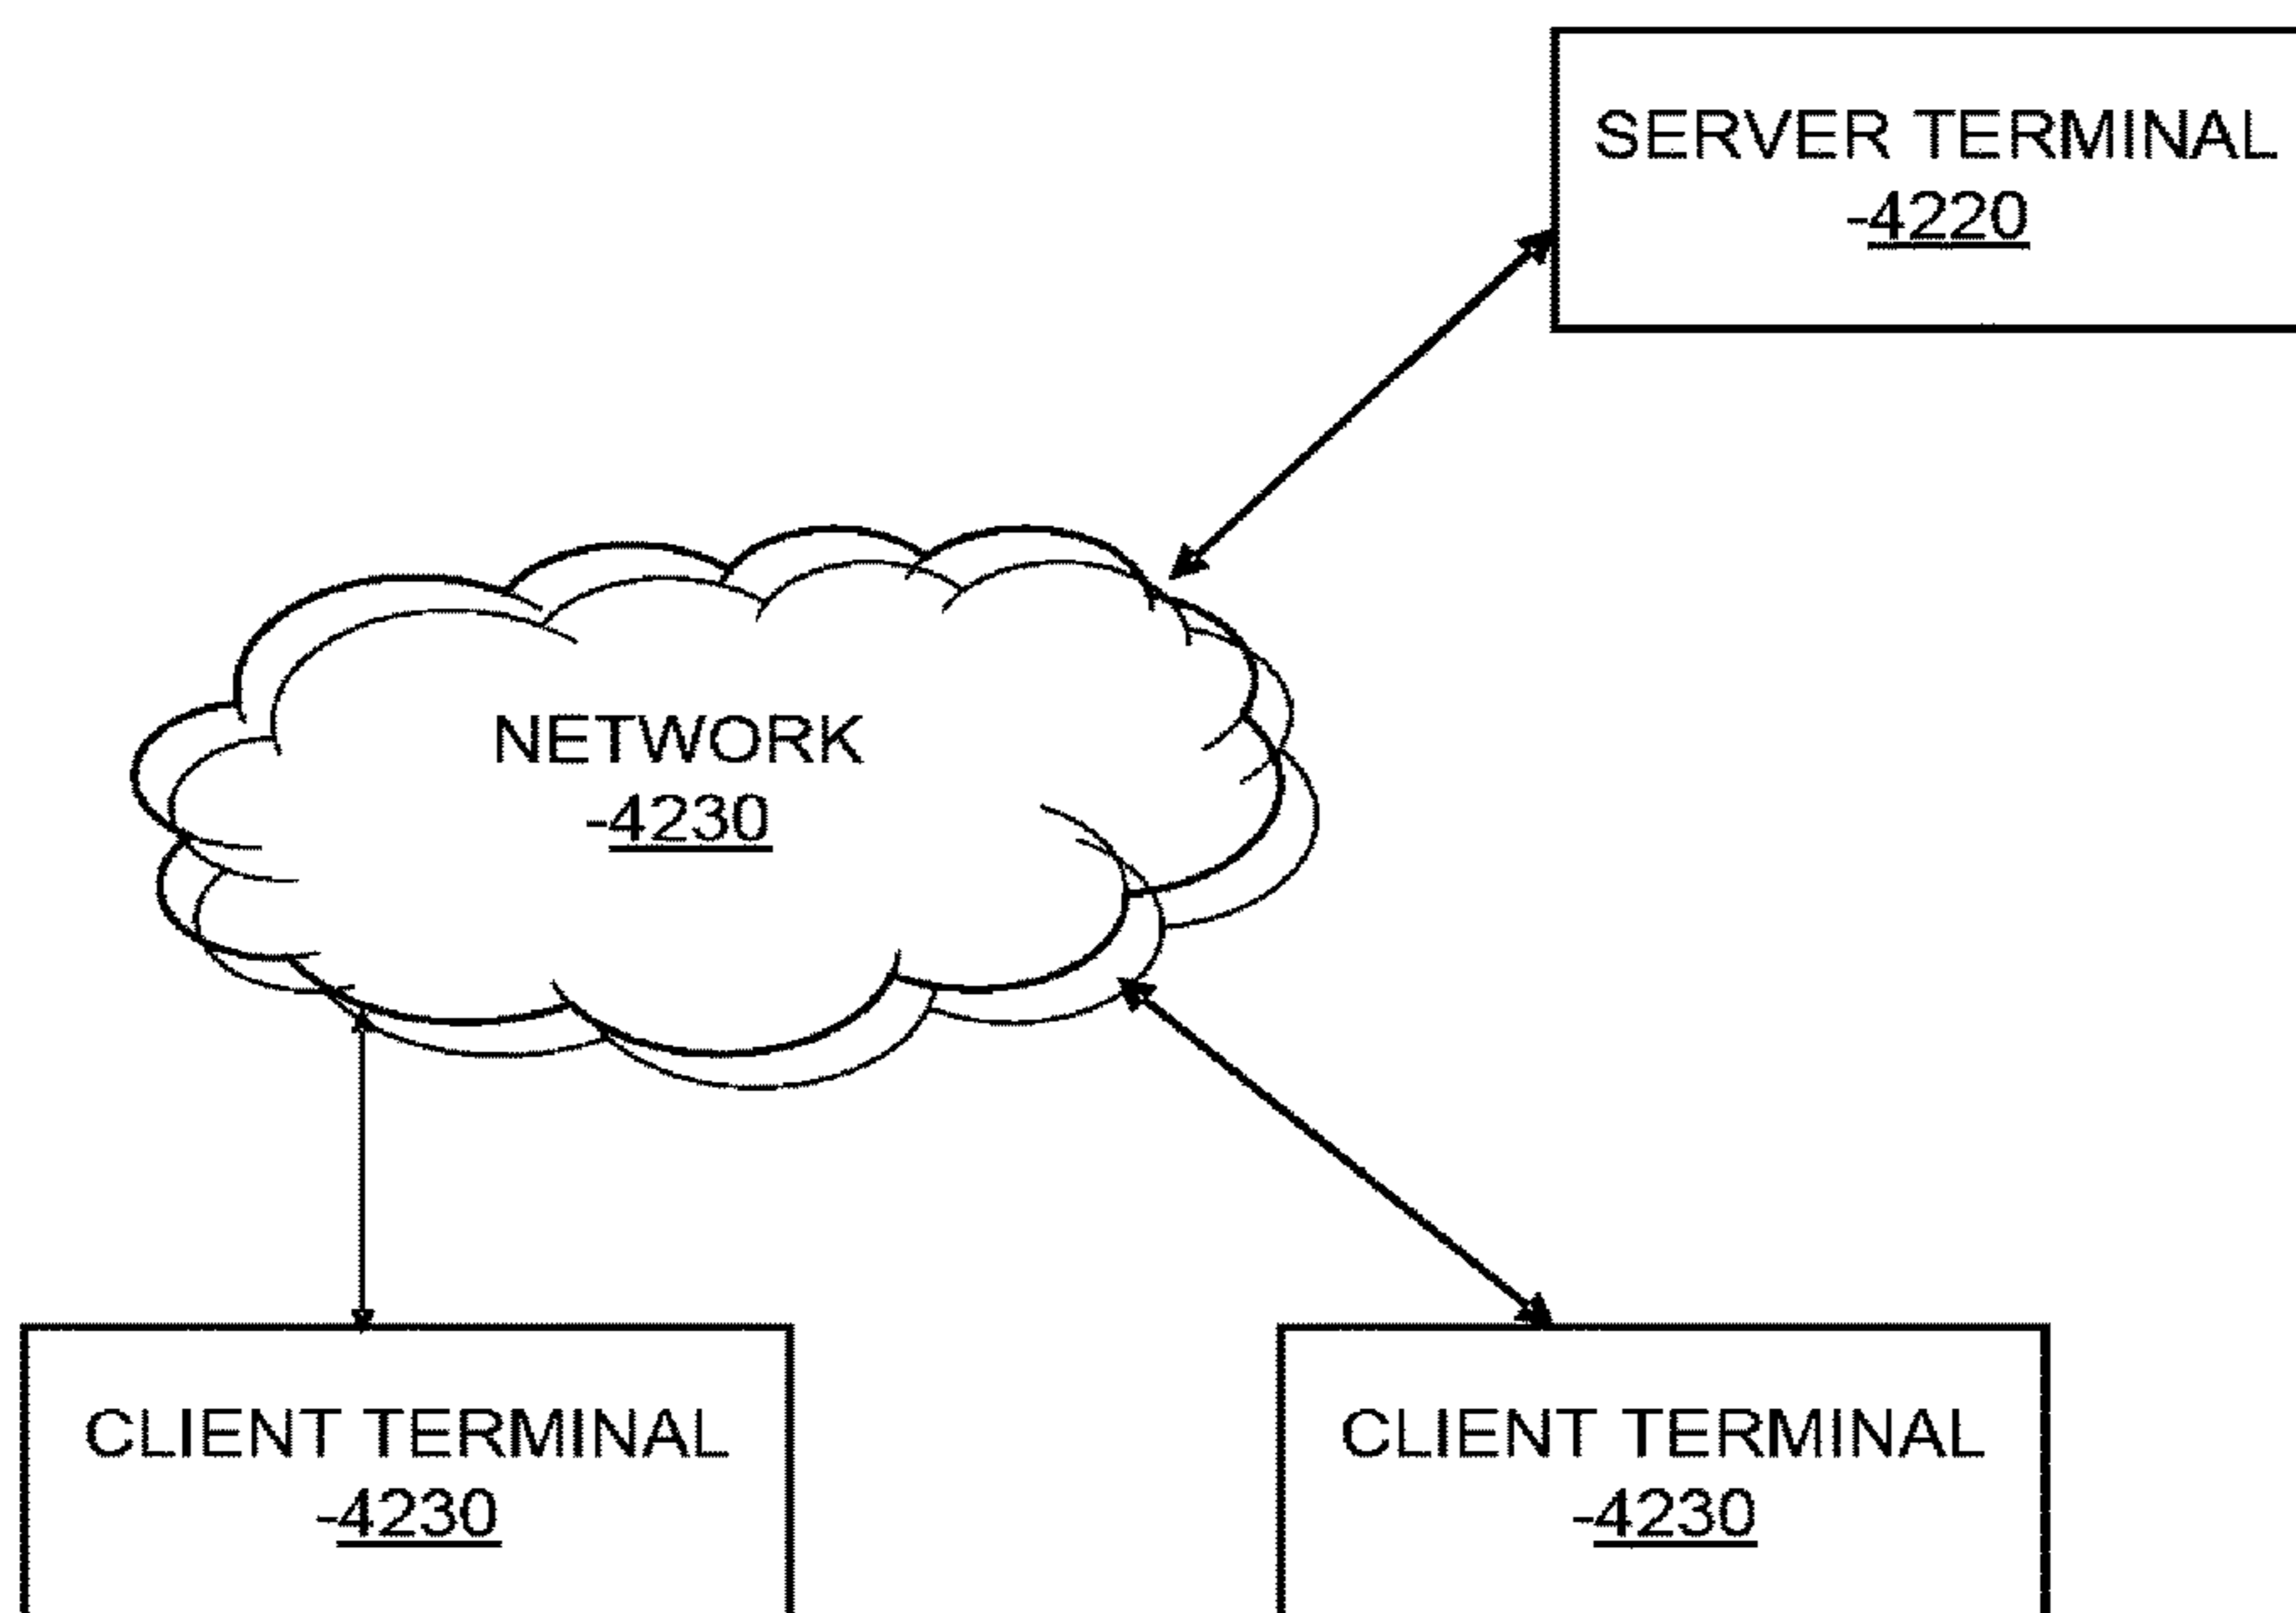 SERVER TERMINAL
-4220
NETWORK
-4230
CLIENT TERMINAL
-4230
CLIENT TERMINAL
-4230